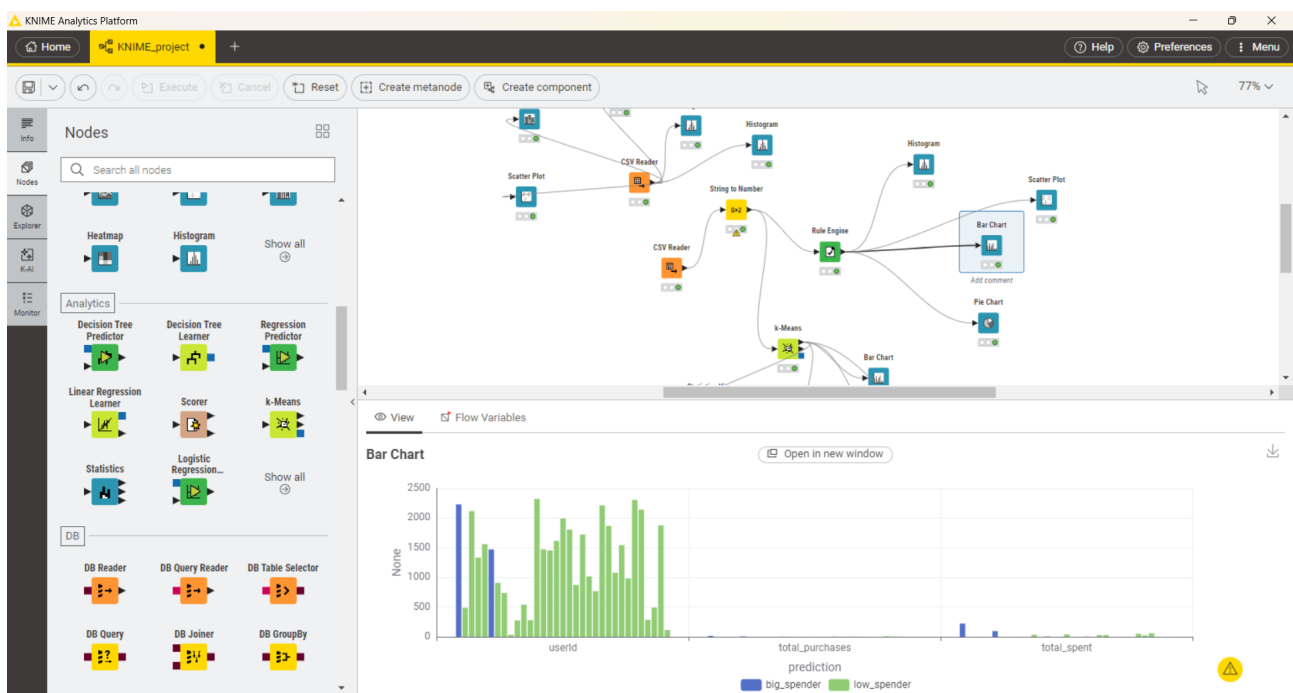 KNIME Analytics Platform
Home
KNIME_project
Help
Preferences
Menu
Execute
Cancel
Reset
Create metanode
Create component
77%
Info
Nodes
Explorer
K-AI
Monitor
Nodes
Search all nodes
Heatmap
Histogram
Show all
Analytics
Decision Tree
Predictor
Decision Tree
Learner
Regression
Predictor
Linear Regression
Learner
Scorer
k-Means
Statistics
Logistic
Regression...
Show all
DB
DB Reader
DB Query Reader
DB Table Selector
DB Query
DB Joiner
DB GroupBy
Histogram
CSV Reader
Scatter Plot
String to Number
S+2
CSV Reader
Rule Engine
Histogram
Scatter Plot
Bar Chart
Add comment
Pie Chart
k-Means
Bar Chart
View
Flow Variables
Bar Chart
Open in new window
2500
2000
1500
1000
500
0
None
userId
total_purchases
total_spent
prediction
big_spender
low_spender